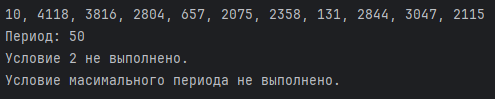 10, 4118, 3816, 2804, 657, 2075, 2358, 131, 2844, 3047, 2115
Период: 50
Условие 2 не выполнено.
Условие масимального периода не выполнено.